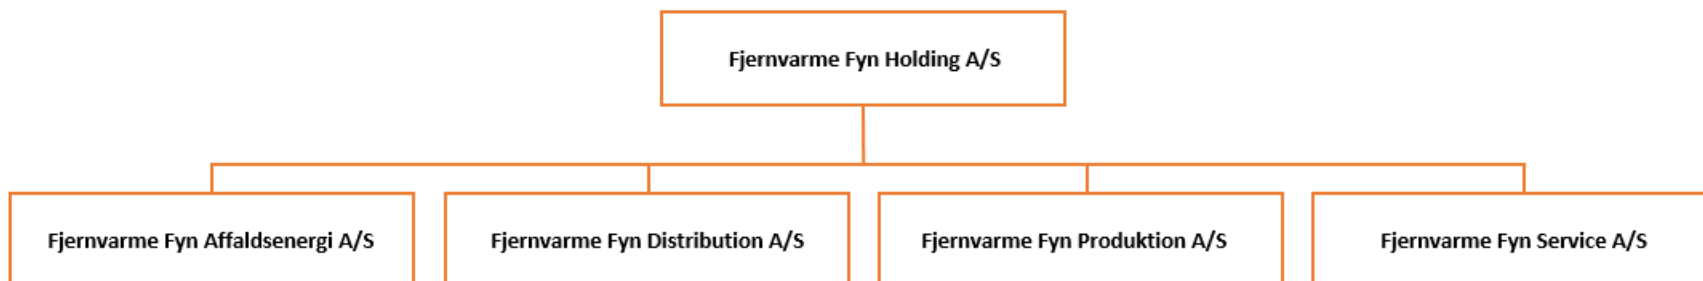 Fjernvarme Fyn Holding A/S
Fjernvarme Fyn Affaldsenergi A/S
Fjernvarme Fyn Distribution A/S
Fjernvarme Fyn Produktion A/S
Fjernvarme Fyn Service A/S